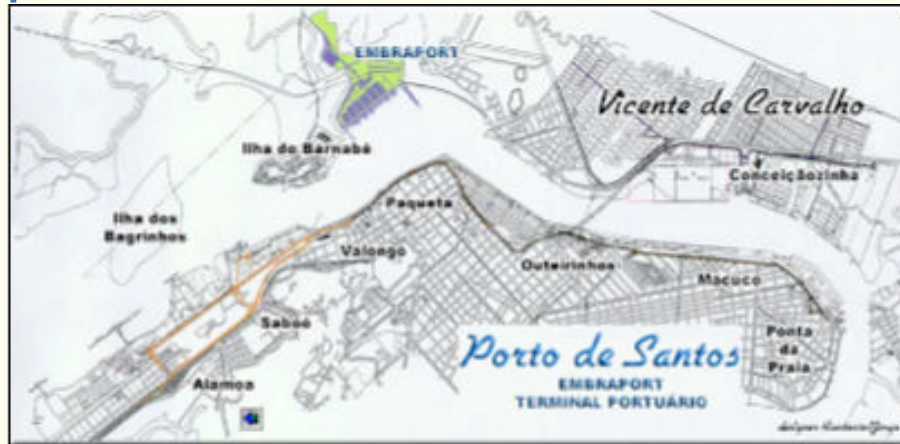 EMBRAPORT
Vicente de Carvalho
Ilha do Barnabé
Conceiçãozinha
Paqueta
Ilha dos
Bagrinhos
Valongo
Outeirinhos
Macuco
Saboó
Ponta
da
Praia
Porto de Santos
EMBRAPORT
TERMINAL PORTUÁRIO
Alamoa